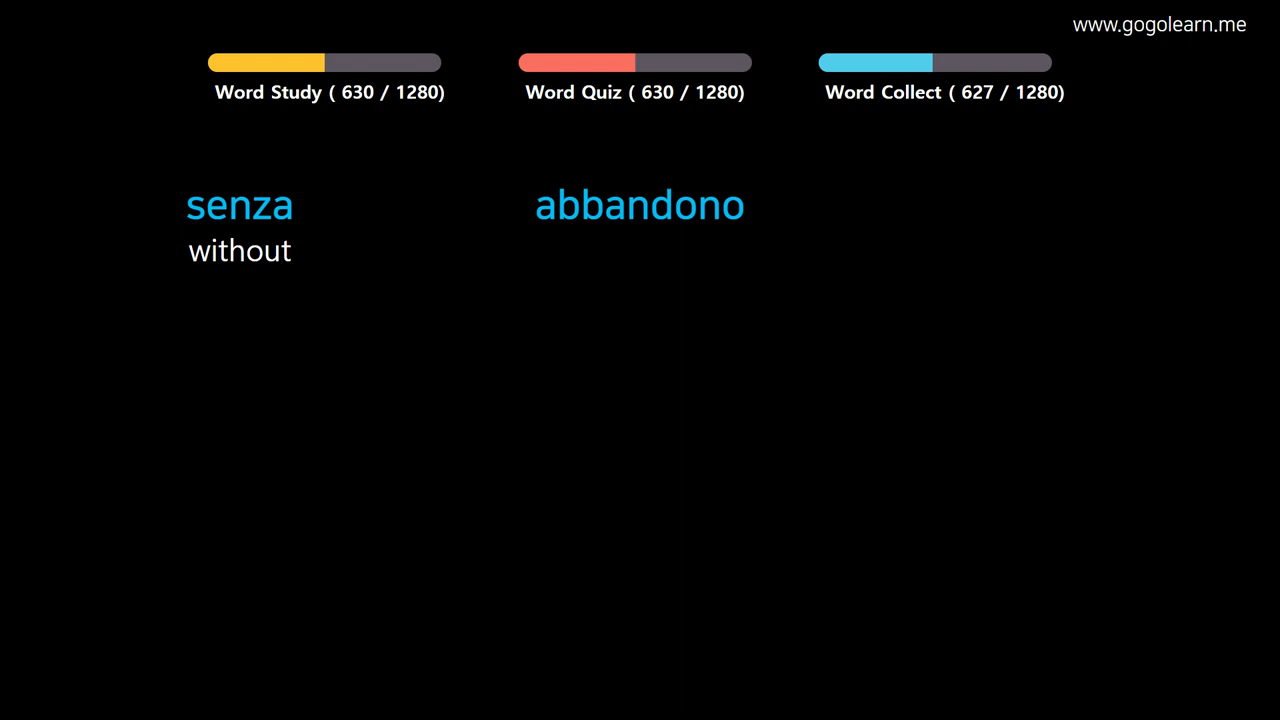 www.gogolearn.me
Word Study ( 630 / 1280)
Word Quiz ( 630 / 1280)
Word Collect ( 627 / 1280)
senza
without
abbandono